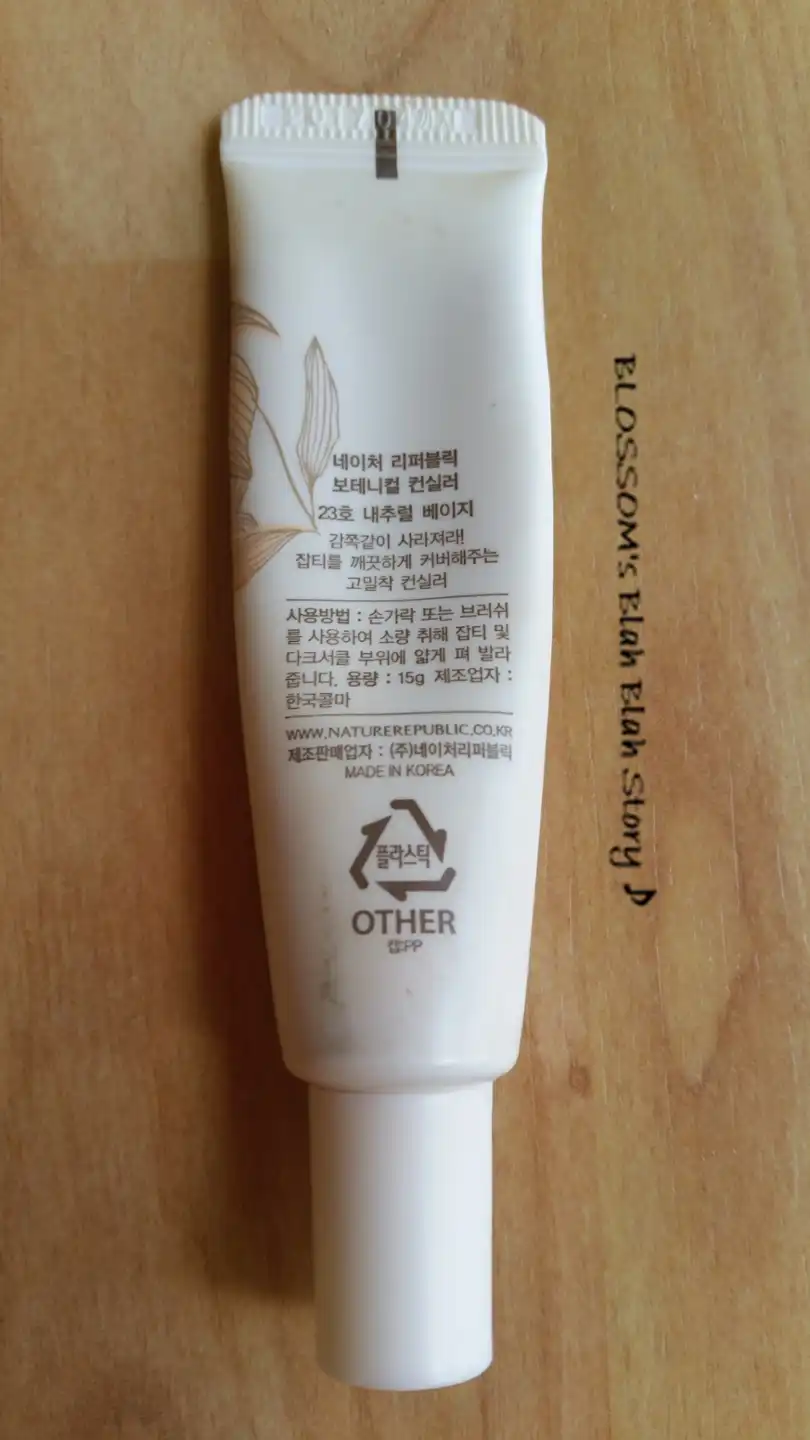 네이처 리퍼블릭
보테니컬 컨실러
23호 내추럴 베이지
감쪽같이 사라져라!
잡티를 깨끗하게 커버해주는
고밀착 컨실러
사용방법 : 손가락 또는 브러쉬
를 사용하여 소량 취해 잡티 및
다크서클 부위에 얇게 펴 발라
줍니다. 용량 : 15g 제조업자 :
한국콜마
WWW.NATUREREPUBLIC.CO.KR
제조판매업자 : (주)네이처리퍼블릭
MADE IN KOREA
플라스틱
OTHER
캡:PP
BLOSSOM's Blah Blah Story ♪